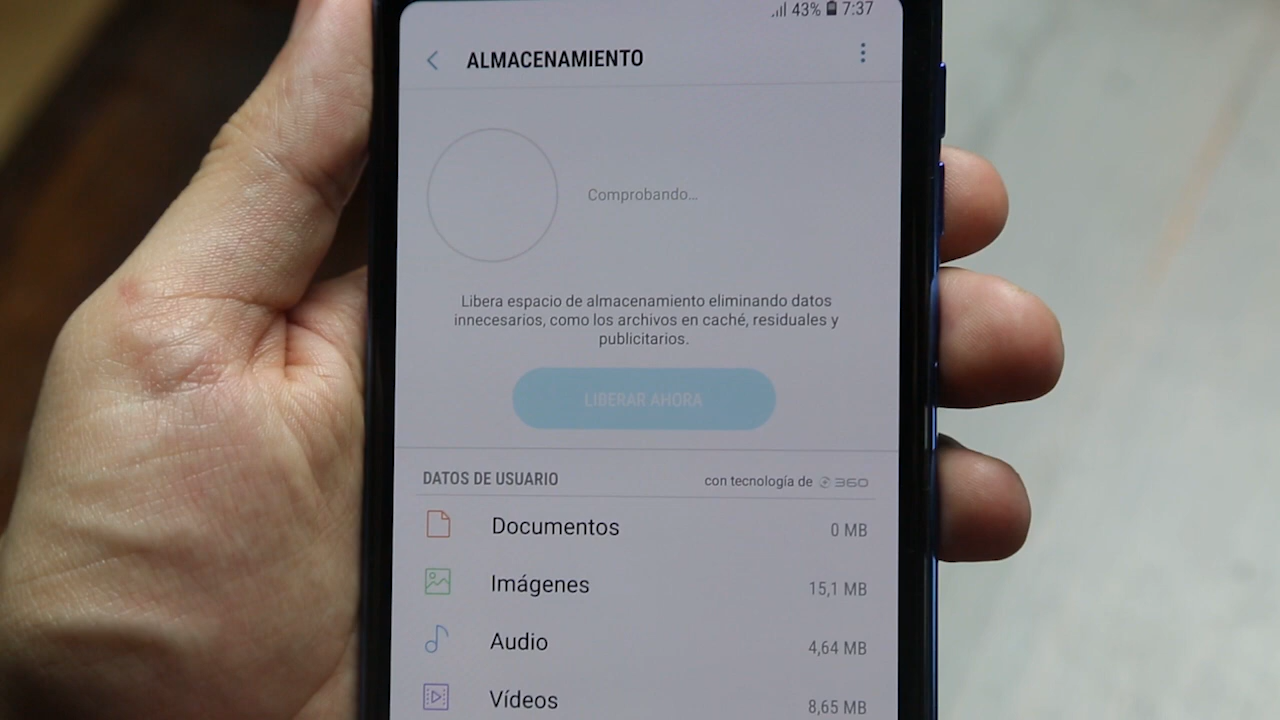 43% 7:37
ALMACENAMIENTO
Comprobando...
Libera espacio de almacenamiento eliminando datos
innecesarios, como los archivos en caché, residuales y
publicitarios.
LIBERAR AHORA
DATOS DE USUARIO con tecnología de 360
Documentos 0 MB
Imágenes 15,1 MB
Audio 4,64 MB
Vídeos 8,65 MB